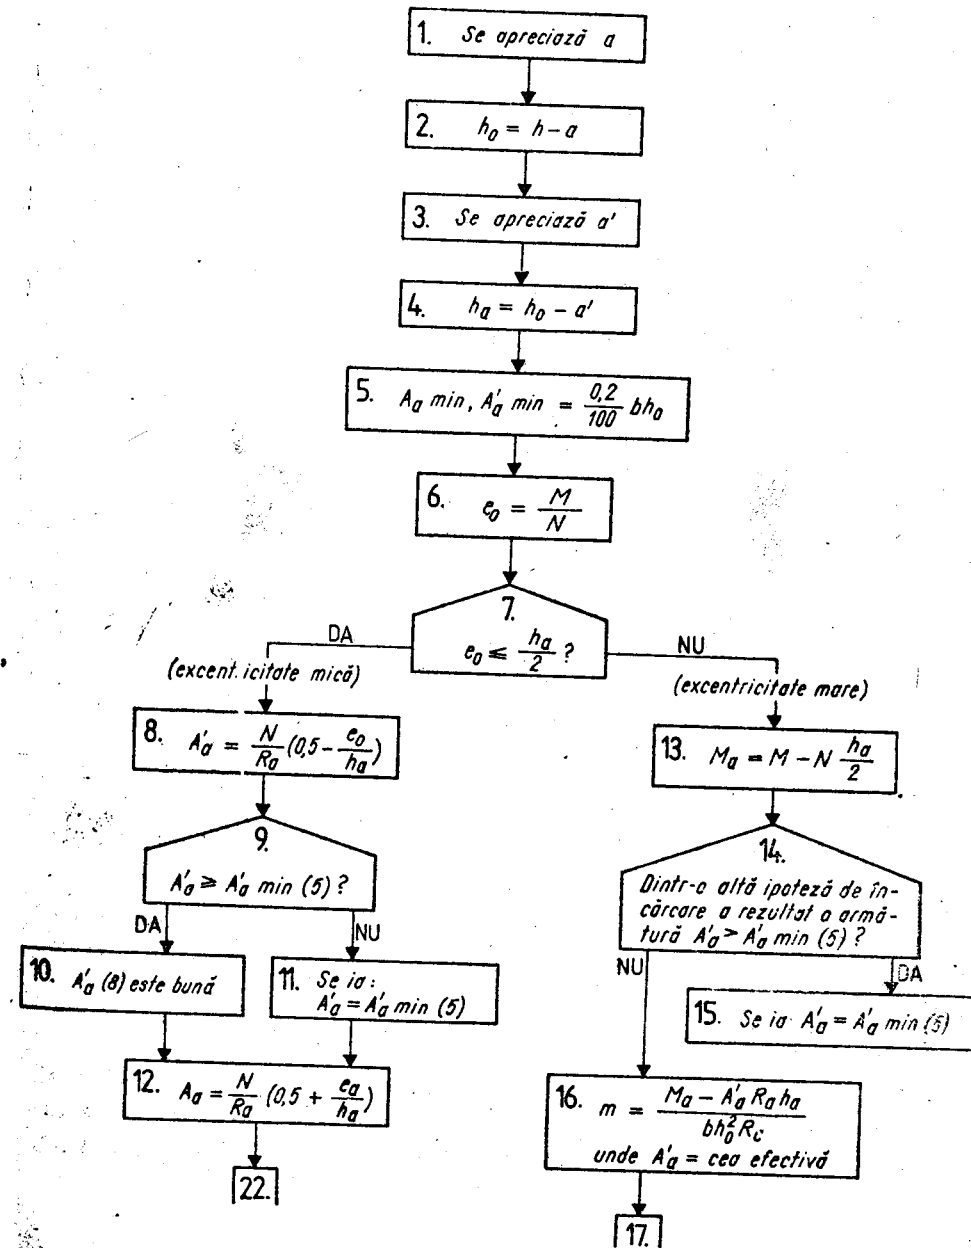 1. Se apreciază a
2. h₀ = h - a
3. Se apreciază a'
4. hₐ = h₀ - a'
5. Aₐ min, A'ₐ min = 0,2/100 bh₀
6. e₀ = M/N
7.
e₀ ≤ hₐ/2 ?
DA
NU
(excent icitate mică)
(excentricitate mare)
8. A'ₐ = N/Rₐ (0,5 - e₀/hₐ)
13. Mₐ = M - N hₐ/2
9.
A'ₐ ≥ A'ₐ min (5) ?
14.
Dintr-o altă ipoteză de în-
cărcare a rezultat o armă-
tură A'ₐ > A'ₐ min (5) ?
DA
NU
NU
DA
10. A'ₐ (8) este bună
11. Se ia :
A'ₐ = A'ₐ min (5)
15. Se ia A'ₐ = A'ₐ min (5)
12. Aₐ = N/Rₐ (0,5 + eₐ/hₐ)
16. m = Mₐ - A'ₐ Rₐ hₐ / bh₀² R꜀
unde A'ₐ = cea efectivă
22.
17.